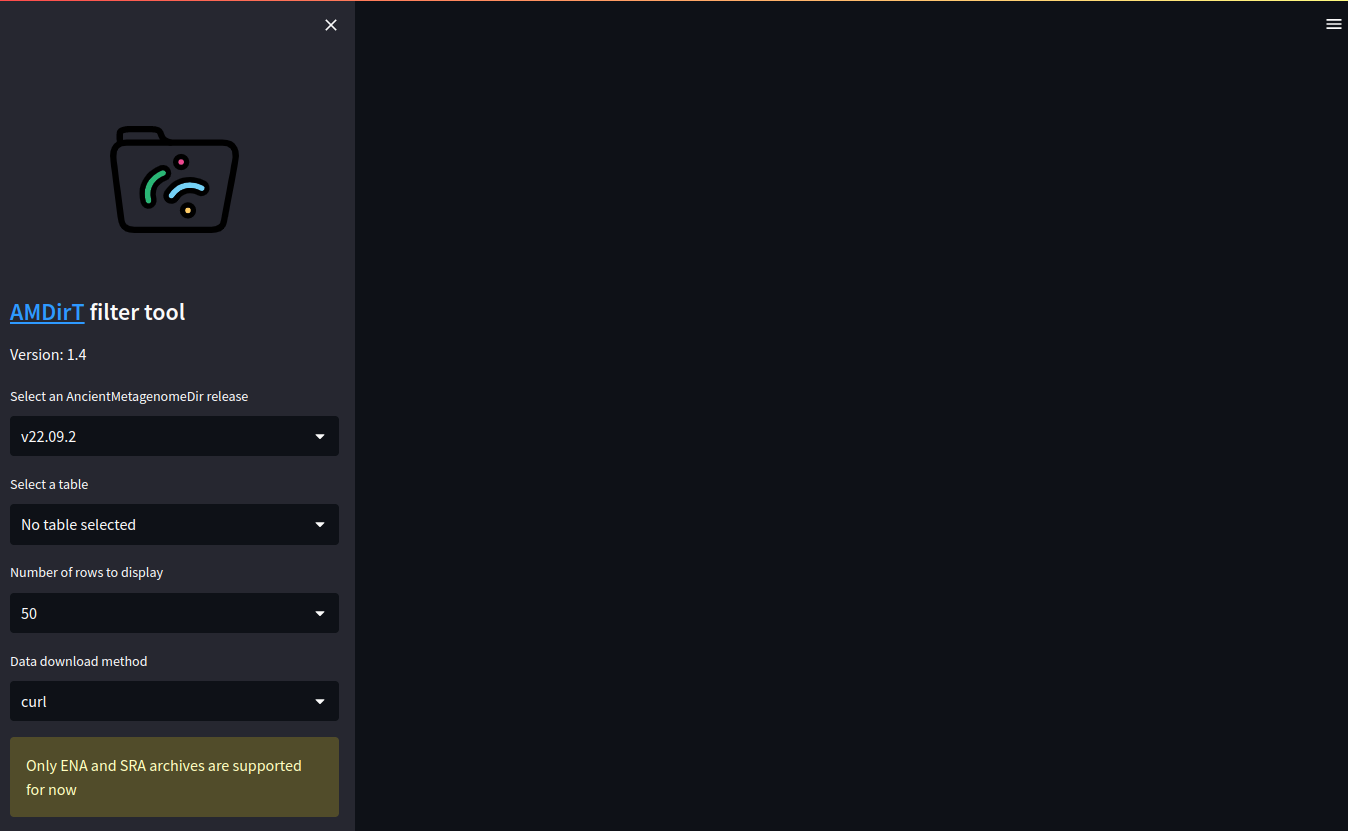 AMDirT filter tool
Version: 1.4
Select an AncientMetagenomeDir release
v22.09.2
Select a table
No table selected
Number of rows to display
50
Data download method
curl
Only ENA and SRA archives are supported
for now